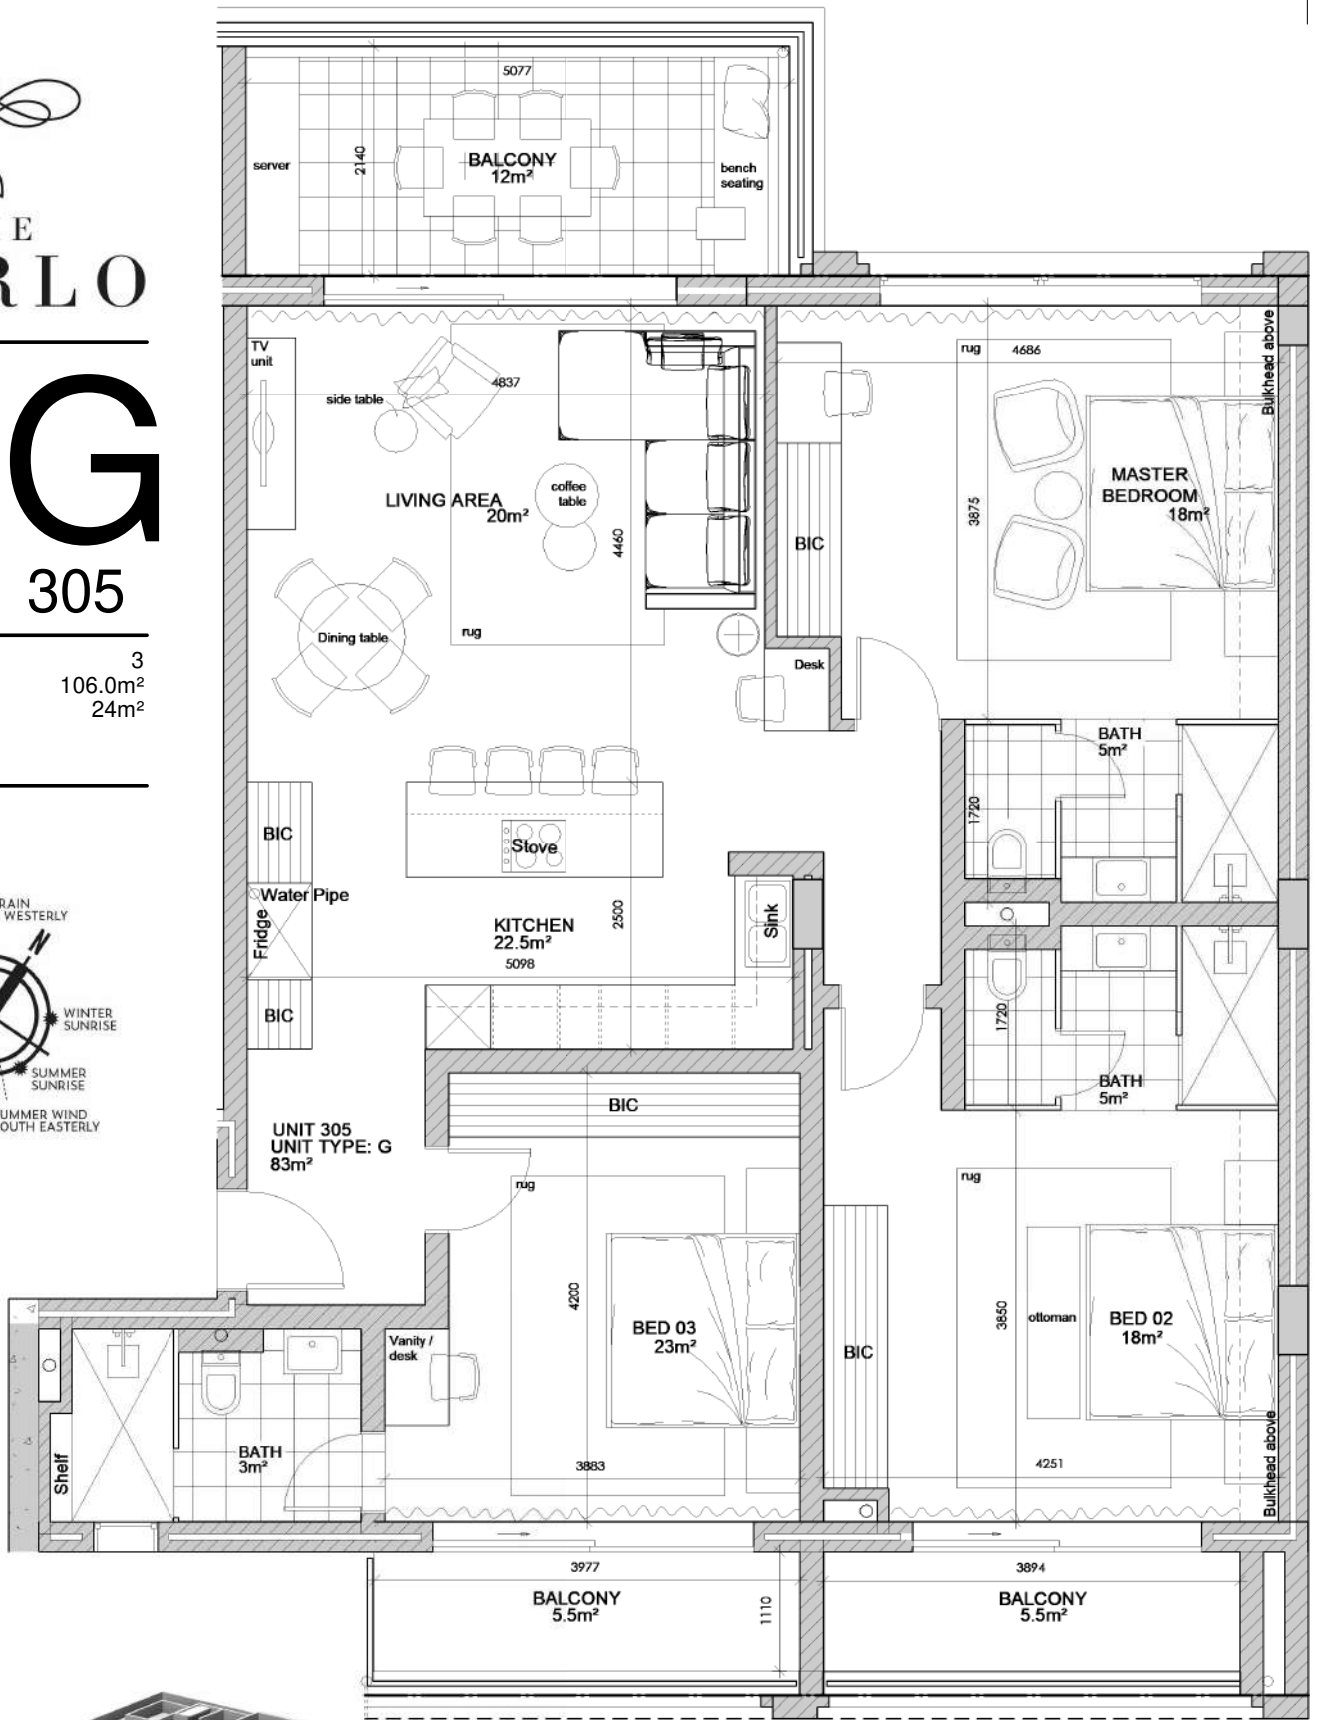 5077
server
2140
BALCONY
12m²
bench
seating
RLO
G
305
3
106.0m²
24m²
TV
unit
side table
4837
LIVING AREA
20m²
coffee
table
4460
rug
Dining table
rug
4686
Bulkhead above
MASTER
BEDROOM
18m²
3875
BIC
Desk
BATH
5m²
1720
BIC
Stove
Water Pipe
Fridge
KITCHEN
22.5m²
5098
2500
Sink
BIC
1720
BATH
5m²
WESTERLY
N
WINTER
SUNRISE
SUMMER
SUNRISE
UNIT 305
UNIT TYPE: G
83m²
BIC
rug
4200
BED 03
23m²
Vanity /
desk
3883
BATH
3m²
Shelf
rug
3850
ottoman
BED 02
18m²
BIC
4251
Bulkhead above
3977
BALCONY
5.5m²
1110
3894
BALCONY
5.5m²